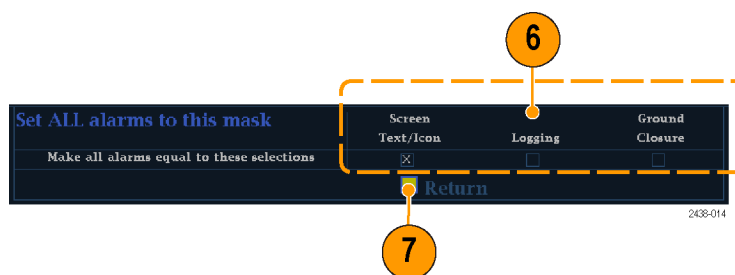 6
Set ALL alarms to this mask
Screen Text/Icon
Logging
Ground Closure
Make all alarms equal to these selections
X
Return
2438-014
7